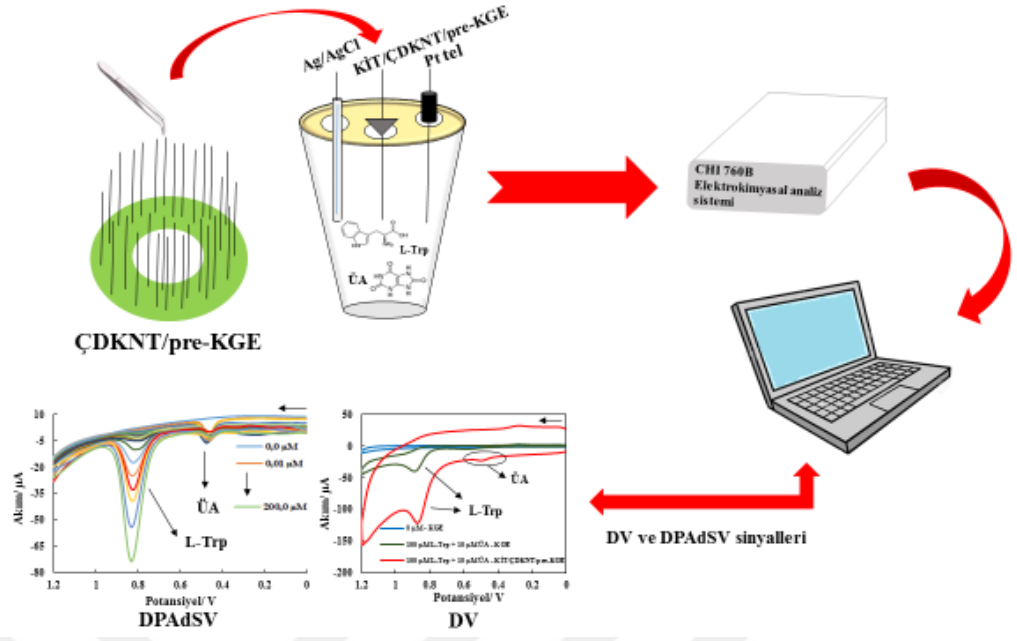 Ag/AgCl
KİT/ÇDKNT/pre-KGE
Pt tel
CHI 760B
Elektrokimyasal analiz
sistemi
OH
NH₂
HN
L-Trp
ÜA
O
H
N
HN
O
O
N
H
N
H
O
ÇDKNT/pre-KGE
10
-5
-20
-35
-50
-65
-80
Akım/ µA
0,0 µM
0,01 µM
200,0 µM
ÜA
L-Trp
1.2
1
0.8
0.6
0.4
0.2
0
Potansiyel/ V
DPAdSV
50
0
-50
-100
-150
-200
Akım/ µA
ÜA
L-Trp
0 µM - KGE
100 µM L-Trp + 10 µM ÜA - KGE
100 µM L-Trp + 10 µM ÜA - KİT/ÇDKNT/pre-KGE
1.2
1
0.8
0.6
0.4
0.2
0
Potansiyel/ V
DV
DV ve DPAdSV sinyalleri